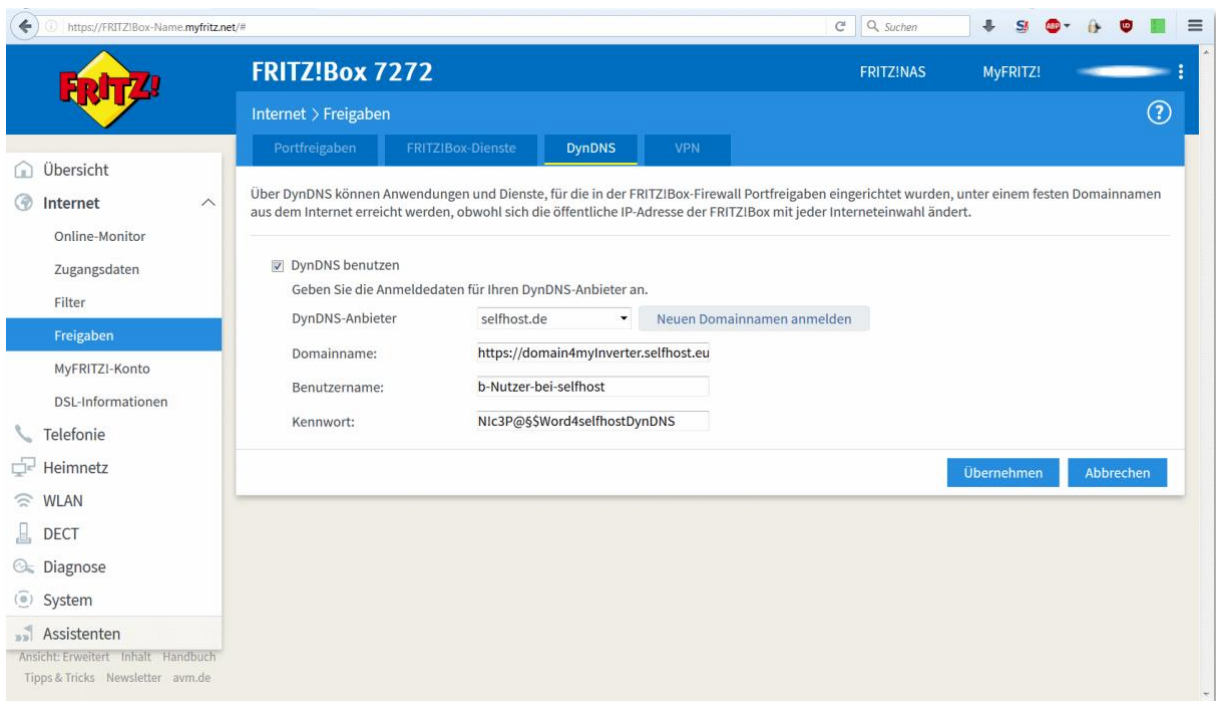 https://FRITZ!Box-Name.myfritz.net/#
Suchen
ABP
FRITZ!
FRITZ!Box 7272
FRITZ!NAS
MyFRITZ!
Internet > Freigaben
Portfreigaben
FRITZ!Box-Dienste
DynDNS
VPN
Übersicht
Internet
Online-Monitor
Zugangsdaten
Filter
Freigaben
MyFRITZ!-Konto
DSL-Informationen
Telefonie
Heimnetz
WLAN
DECT
Diagnose
System
Assistenten
Ansicht: Erweitert Inhalt Handbuch
Tipps & Tricks Newsletter avm.de
Über DynDNS können Anwendungen und Dienste, für die in der FRITZ!Box-Firewall Portfreigaben eingerichtet wurden, unter einem festen Domainnamen
aus dem Internet erreicht werden, obwohl sich die öffentliche IP-Adresse der FRITZ!Box mit jeder Interneteinwahl ändert.
DynDNS benutzen
Geben Sie die Anmeldedaten für Ihren DynDNS-Anbieter an.
DynDNS-Anbieter selfhost.de Neuen Domainnamen anmelden
Domainname: https://domain4myInverter.selfhost.eu
Benutzername: b-Nutzer-bei-selfhost
Kennwort: NIc3P@§$Word4selfhostDynDNS
Übernehmen Abbrechen